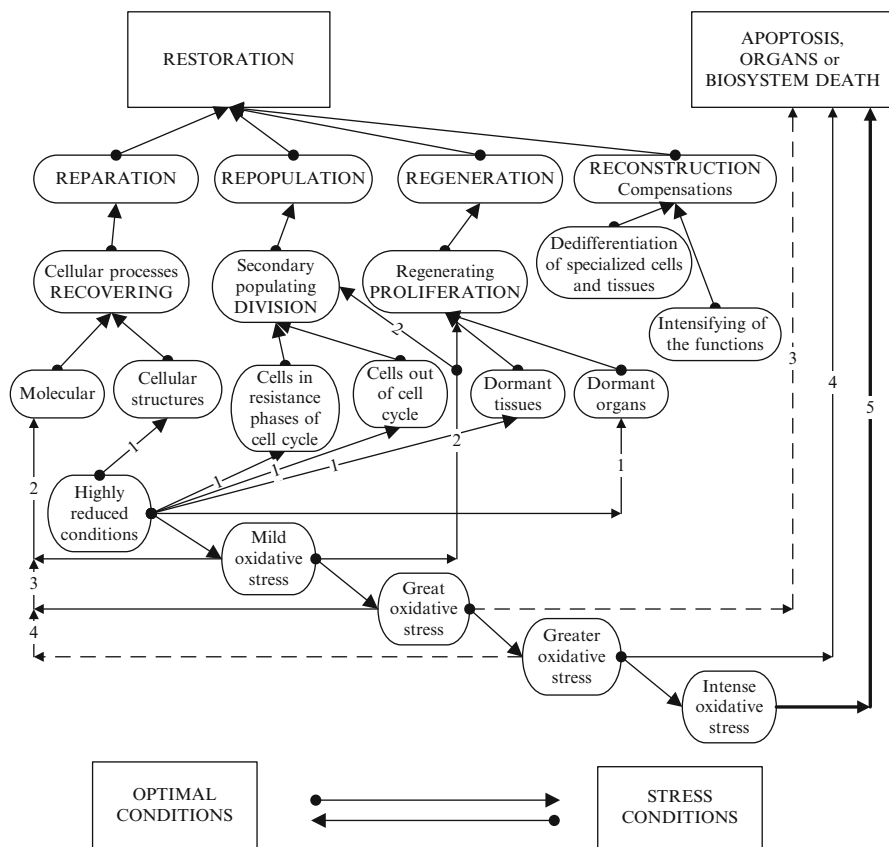 RESTORATION
APOPTOSIS,
ORGANS or
BIOSYSTEM DEATH
REPARATION
REPOPULATION
REGENERATION
RECONSTRUCTION
Compensations
Cellular processes
RECOVERING
Secondary
populating
DIVISION
Regenerating
PROLIFERATION
Dedifferentiation
of specialized cells
and tissues
Intensifying of
the functions
2
3
4
5
Molecular
Cellular
structures
Cells in
resistance
phases of
cell cycle
Cells out
of cell
cycle
Dormant
tissues
Dormant
organs
1
1
1
1
1
2
2
Highly
reduced
conditions
Mild
oxidative
stress
3
Great
oxidative
stress
4
Greater
oxidative
stress
Intense
oxidative
stress
OPTIMAL
CONDITIONS
STRESS
CONDITIONS